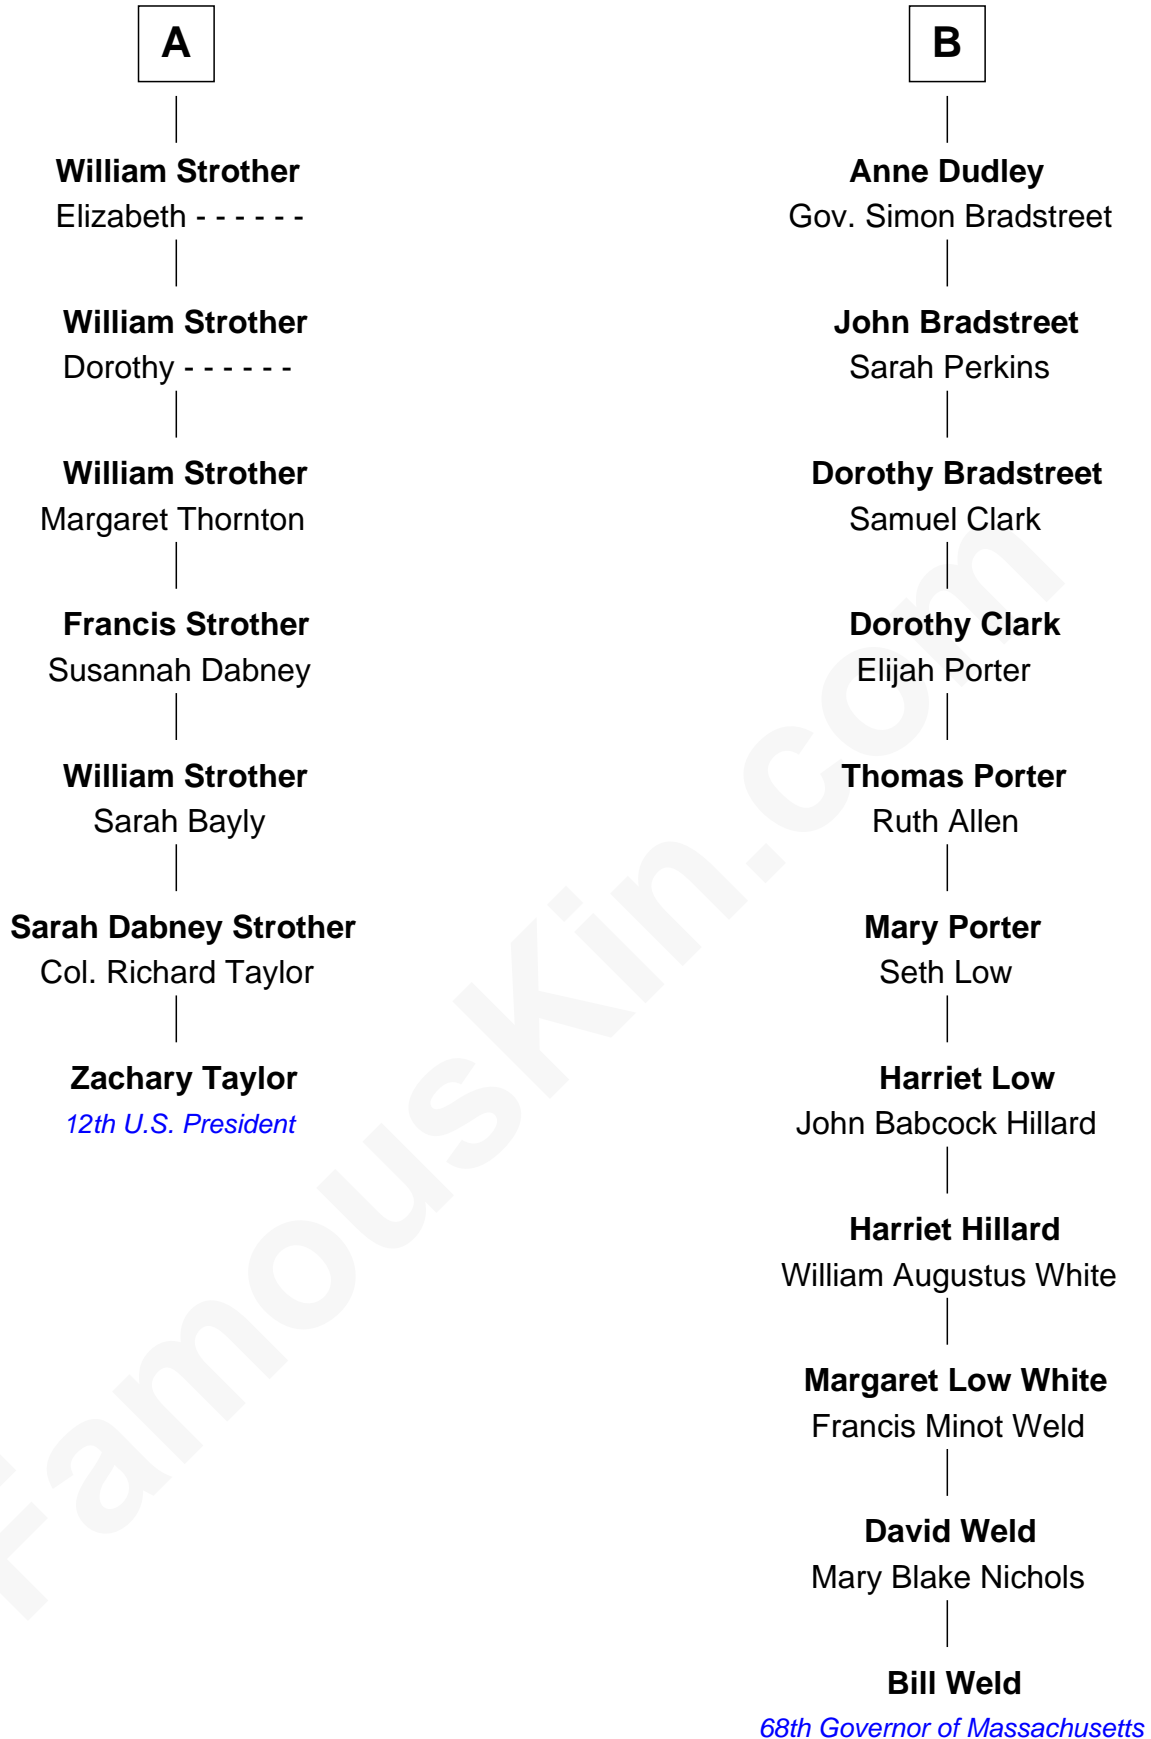 A
William Strother
Elizabeth - - - - - -
William Strother
Dorothy - - - - - -
William Strother
Margaret Thornton
Francis Strother
Susannah Dabney
William Strother
Sarah Bayly
Sarah Dabney Strother
Col. Richard Taylor
Zachary Taylor
12th U.S. President
B
Anne Dudley
Gov. Simon Bradstreet
John Bradstreet
Sarah Perkins
Dorothy Bradstreet
Samuel Clark
Dorothy Clark
Elijah Porter
Thomas Porter
Ruth Allen
Mary Porter
Seth Low
Harriet Low
John Babcock Hillard
Harriet Hillard
William Augustus White
Margaret Low White
Francis Minot Weld
David Weld
Mary Blake Nichols
Bill Weld
68th Governor of Massachusetts
FamousKin.com